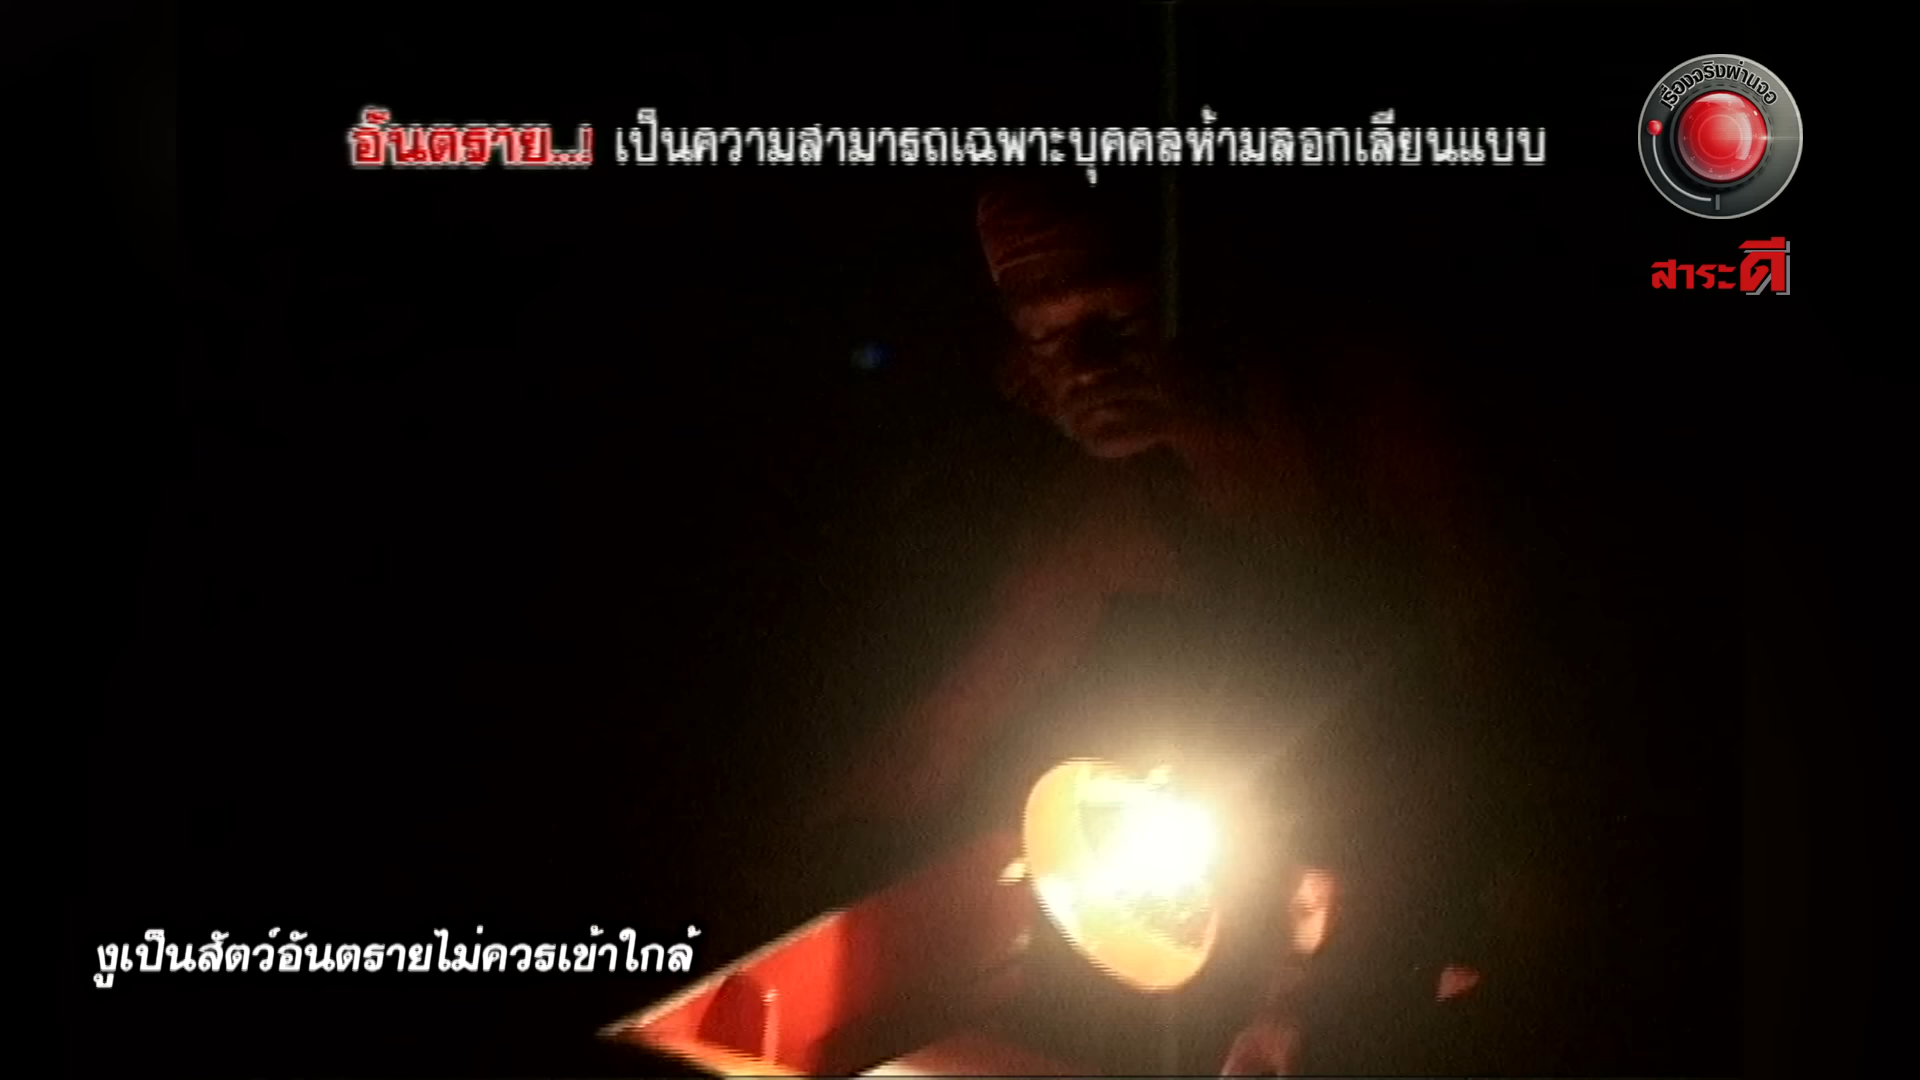 อันตราย...! เป็นความสามารถเฉพาะบุคคลห้ามลอกเลียนแบบ
เรื่องจริงผ่านจอ
สาระดี
งูเป็นสัตว์อันตรายไม่ควรเข้าใกล้